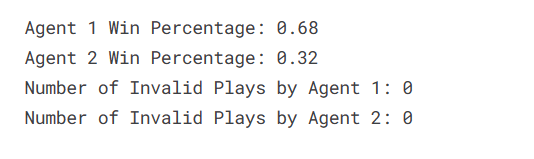 Agent 1 Win Percentage: 0.68
Agent 2 Win Percentage: 0.32
Number of Invalid Plays by Agent 1: 0
Number of Invalid Plays by Agent 2: 0